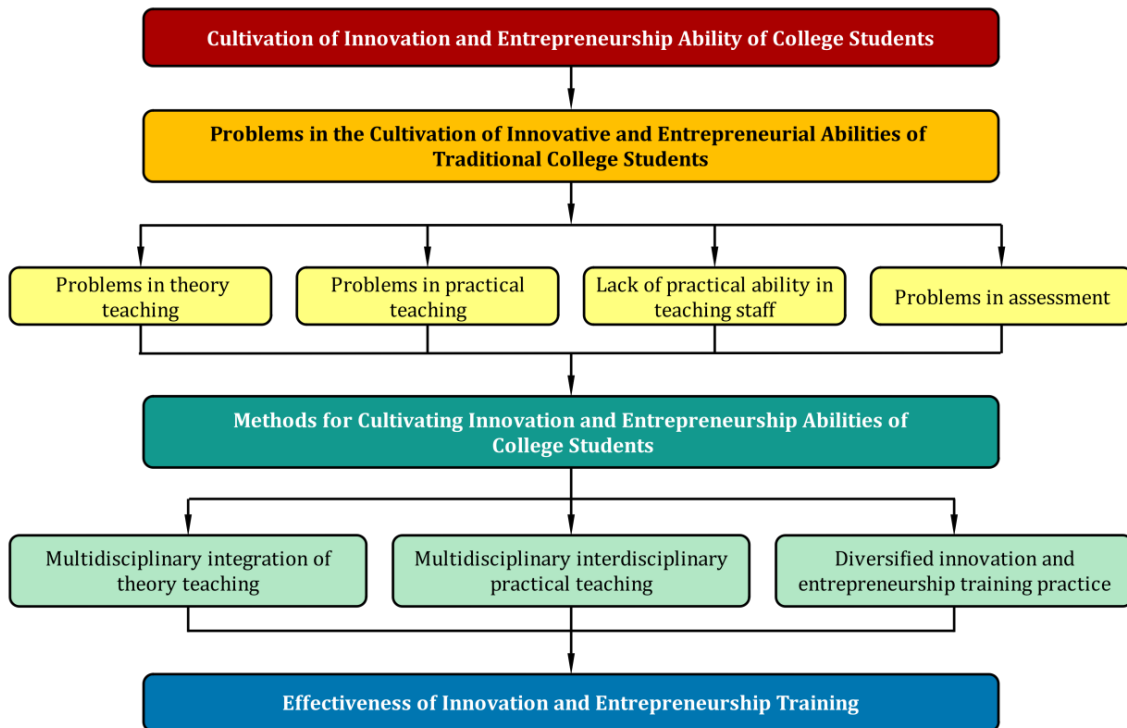 Cultivation of Innovation and Entrepreneurship Ability of College Students
Problems in the Cultivation of Innovative and Entrepreneurial Abilities of
Traditional College Students
Problems in theory
teaching
Problems in practical
teaching
Lack of practical ability in
teaching staff
Problems in assessment
Methods for Cultivating Innovation and Entrepreneurship Abilities of
College Students
Multidisciplinary integration of
theory teaching
Multidisciplinary interdisciplinary
practical teaching
Diversified innovation and
entrepreneurship training practice
Effectiveness of Innovation and Entrepreneurship Training